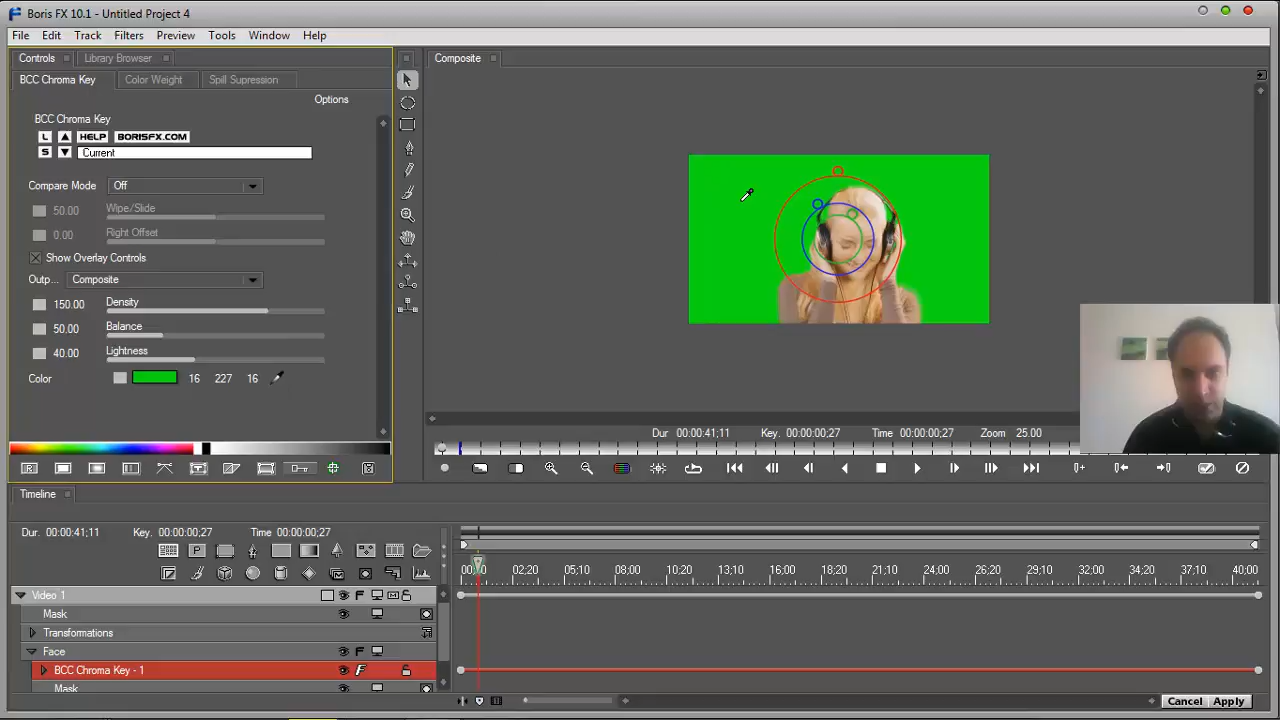 Boris FX 10.1 - Untitled Project 4
File Edit Track Filters Preview Tools Window Help
Controls Library Browser
Composite
BCC Chroma Key Color Weight Spill Supression
Options
BCC Chroma Key
L HELP BORISFX.COM
S Current
Compare Mode Off
50.00 Wipe/Slide
0.00 Right Offset
Show Overlay Controls
Outp... Composite
150.00 Density
50.00 Balance
40.00 Lightness
Color 16 227 16
Dur 00:00:41;11 Key. 00:00:00;27 Time 00:00:00;27 Zoom 25.00
Timeline
Dur. 00:00:41;11 Key. 00:00:00;27 Time 00:00:00;27
02;20 05;10 08;00 10;20 13;10 16;00 18;20 21;10 24;00 26;20 29;10 32;00 34;20 37;10 40;00
Video 1
Mask
Transformations
Face
BCC Chroma Key - 1
Mask
Cancel Apply